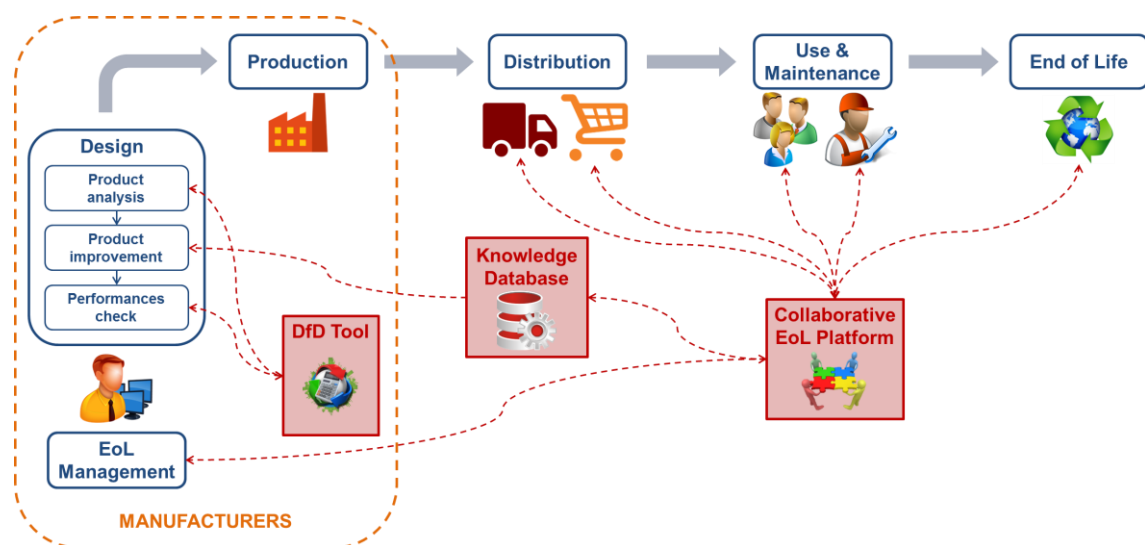 Production
Distribution
Use &
Maintenance
End of Life
Design
Product
analysis
Product
improvement
Performances
check
Knowledge
Database
DfD Tool
Collaborative
EoL Platform
EoL
Management
MANUFACTURERS